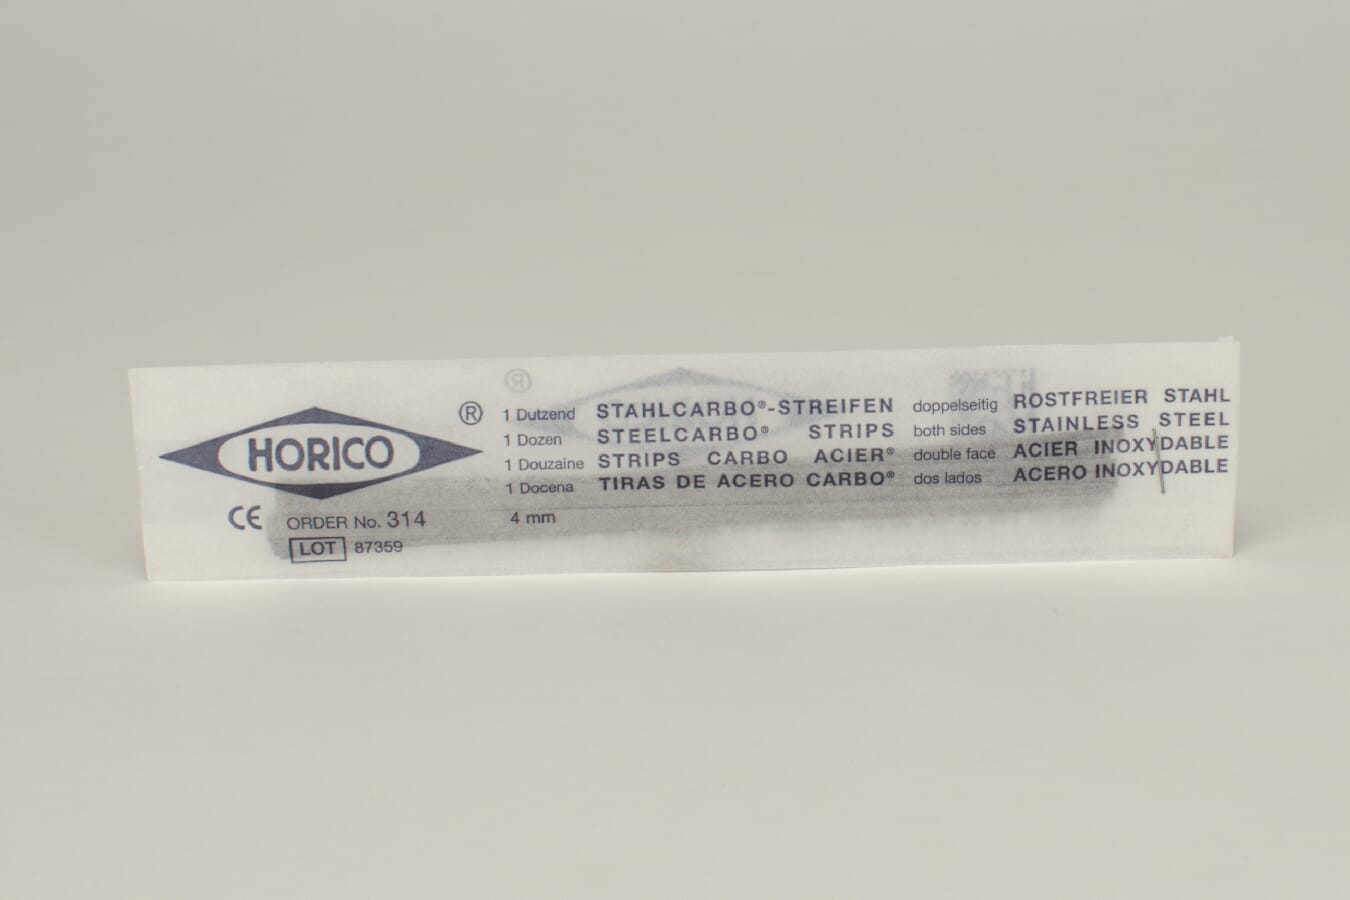 HORICO ®
1 Dutzend STAHLCARBO®-STREIFEN doppelseitig ROSTFREIER STAHL
1 Dozen STEELCARBO® STRIPS both sides STAINLESS STEEL
1 Douzaine STRIPS CARBO ACIER® double face ACIER INOXYDABLE
1 Docena TIRAS DE ACERO CARBO® dos lados ACERO INOXYDABLE
CE ORDER No. 314 4 mm
LOT 87359